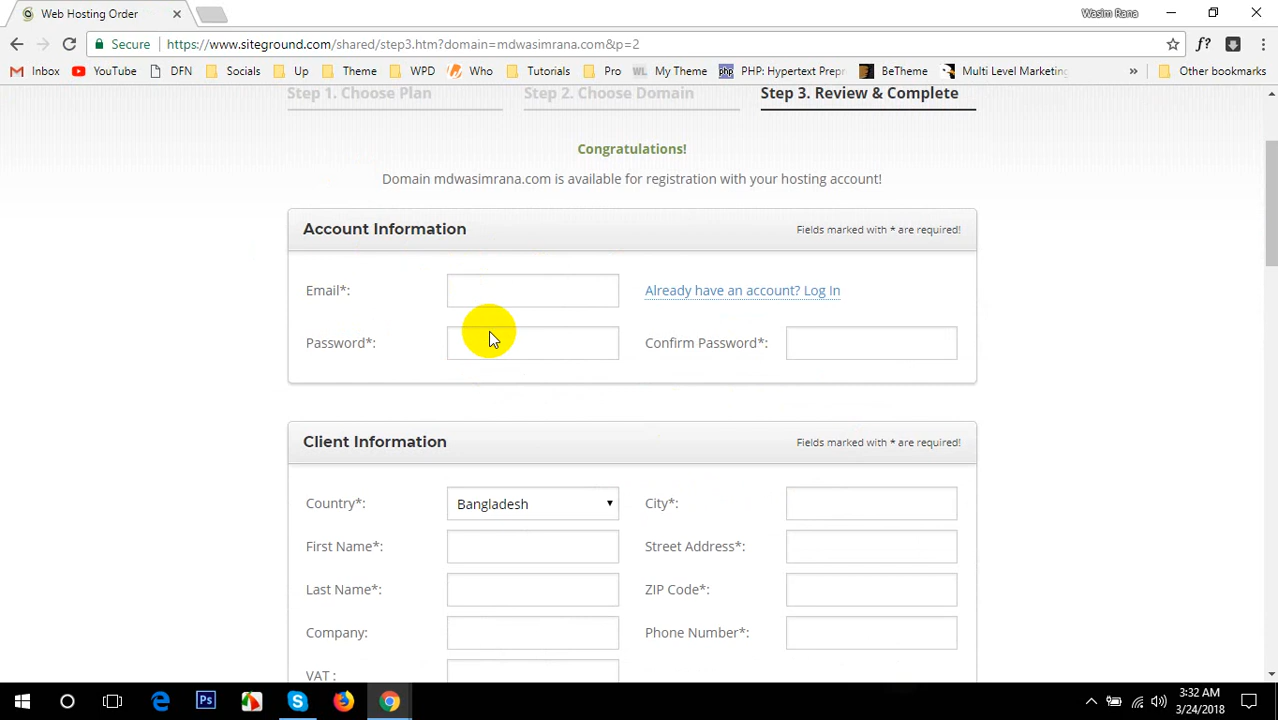 Web Hosting Order
Wasim Rana
Secure https://www.siteground.com/shared/step3.htm?domain=mdwasimrana.com&p=2
f?
Inbox YouTube DFN Socials Up Theme WPD Who Tutorials Pro WL My Theme php PHP: Hypertext Prepr BeTheme Multi Level Marketing » Other bookmarks
Step 1. Choose Plan Step 2. Choose Domain Step 3. Review & Complete
Congratulations!
Domain mdwasimrana.com is available for registration with your hosting account!
Account Information Fields marked with * are required!
Email*: Already have an account? Log In
Password*: Confirm Password*:
Client Information Fields marked with * are required!
Country*: Bangladesh City*:
First Name*: Street Address*:
Last Name*: ZIP Code*:
Company: Phone Number*:
VAT :
Ps
3:32 AM
3/24/2018